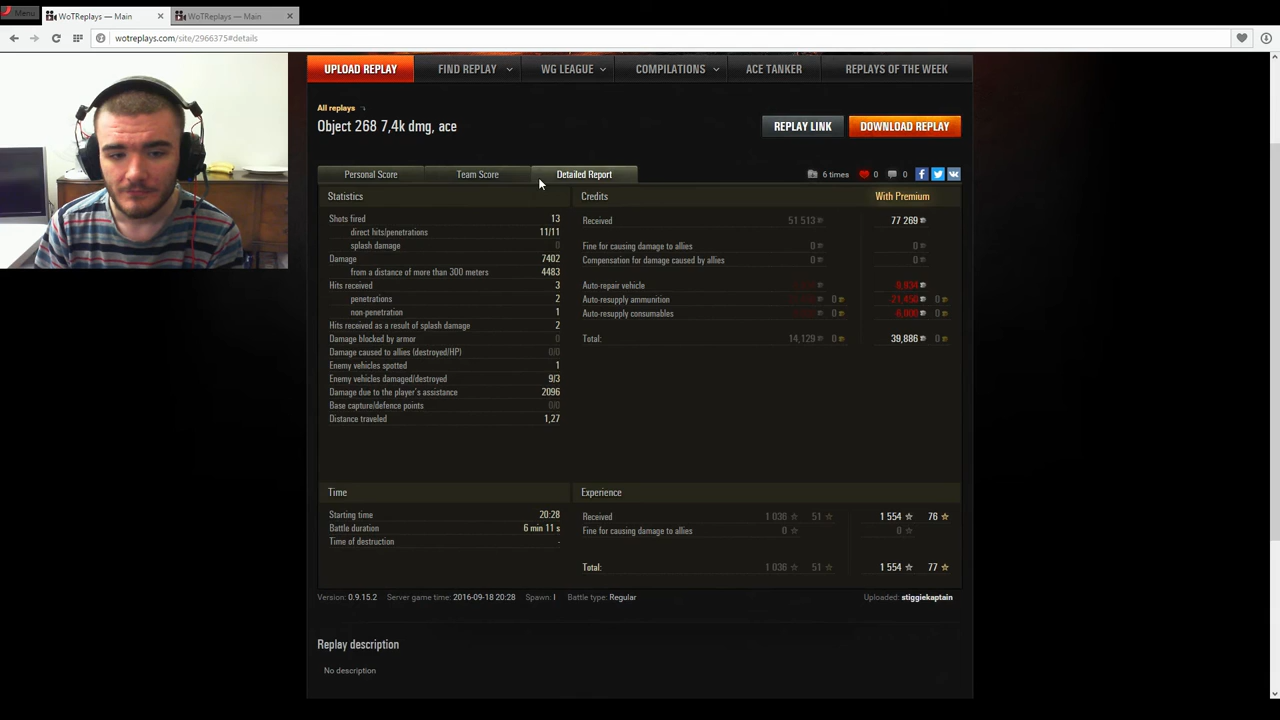 Menu
WoTReplays — Main
WoTReplays — Main
wotreplays.com/site/2966375#details
UPLOAD REPLAY
FIND REPLAY
WG LEAGUE
COMPILATIONS
ACE TANKER
REPLAYS OF THE WEEK
All replays
Object 268 7,4k dmg, ace
REPLAY LINK
DOWNLOAD REPLAY
Personal Score
Team Score
Detailed Report
6 times
0
0
Statistics
Credits
With Premium
Shots fired 13
direct hits/penetrations 11/11
splash damage 0
Damage 7402
from a distance of more than 300 meters 4483
Hits received 3
penetrations 2
non-penetration 1
Hits received as a result of splash damage 2
Damage blocked by armor 0
Damage caused to allies (destroyed/HP) 0/0
Enemy vehicles spotted 1
Enemy vehicles damaged/destroyed 9/3
Damage due to the player's assistance 2096
Base capture/defence points 0/0
Distance traveled 1,27
Received 51 513 77 269
Fine for causing damage to allies 0 0
Compensation for damage caused by allies 0 0
Auto-repair vehicle
Auto-resupply ammunition 0 -21,450 0
Auto-resupply consumables 0 0
Total: 14,129 0 39,886 0
Time
Experience
Starting time 20:28
Battle duration 6 min 11 s
Time of destruction -
Received 1 036 51 1 554 76
Fine for causing damage to allies 0 0
Total: 1 036 51 1 554 77
Version: 0.9.15.2 Server game time: 2016-09-18 20:28 Spawn: I Battle type: Regular
Uploaded: stiggiekaptain
Replay description
No description